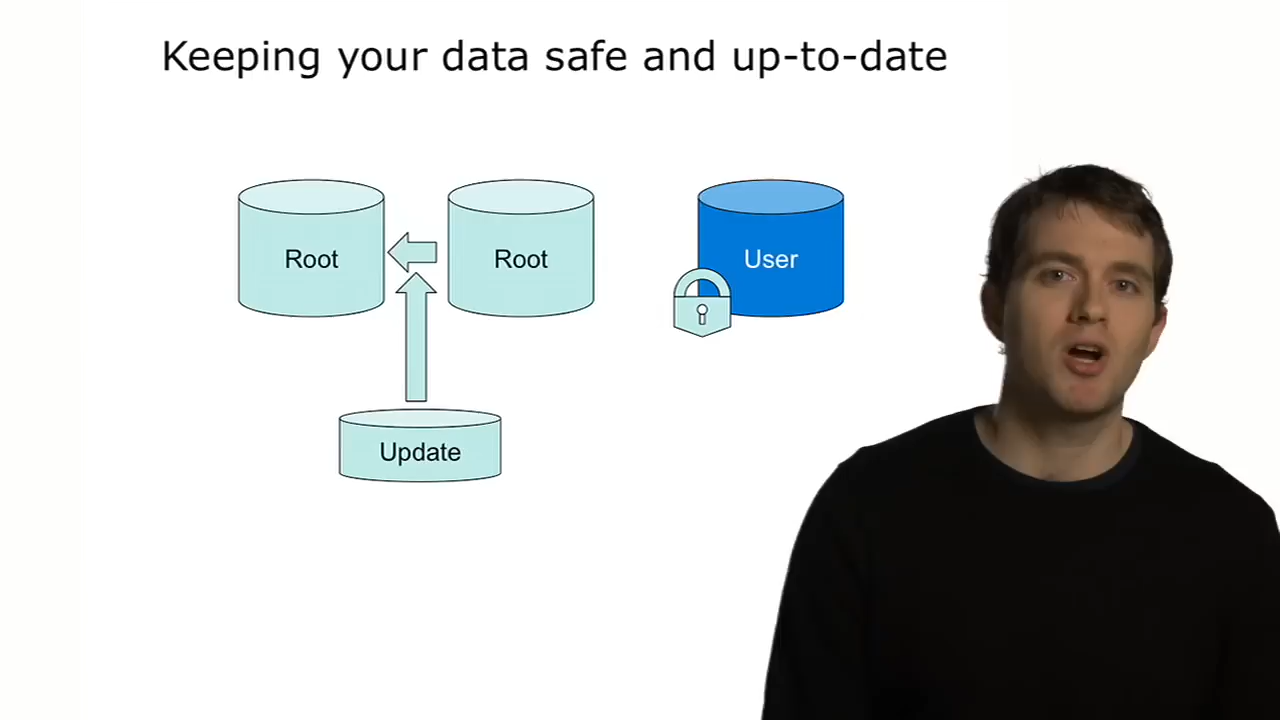 Keeping your data safe and up-to-date
Root
Root
User
Update